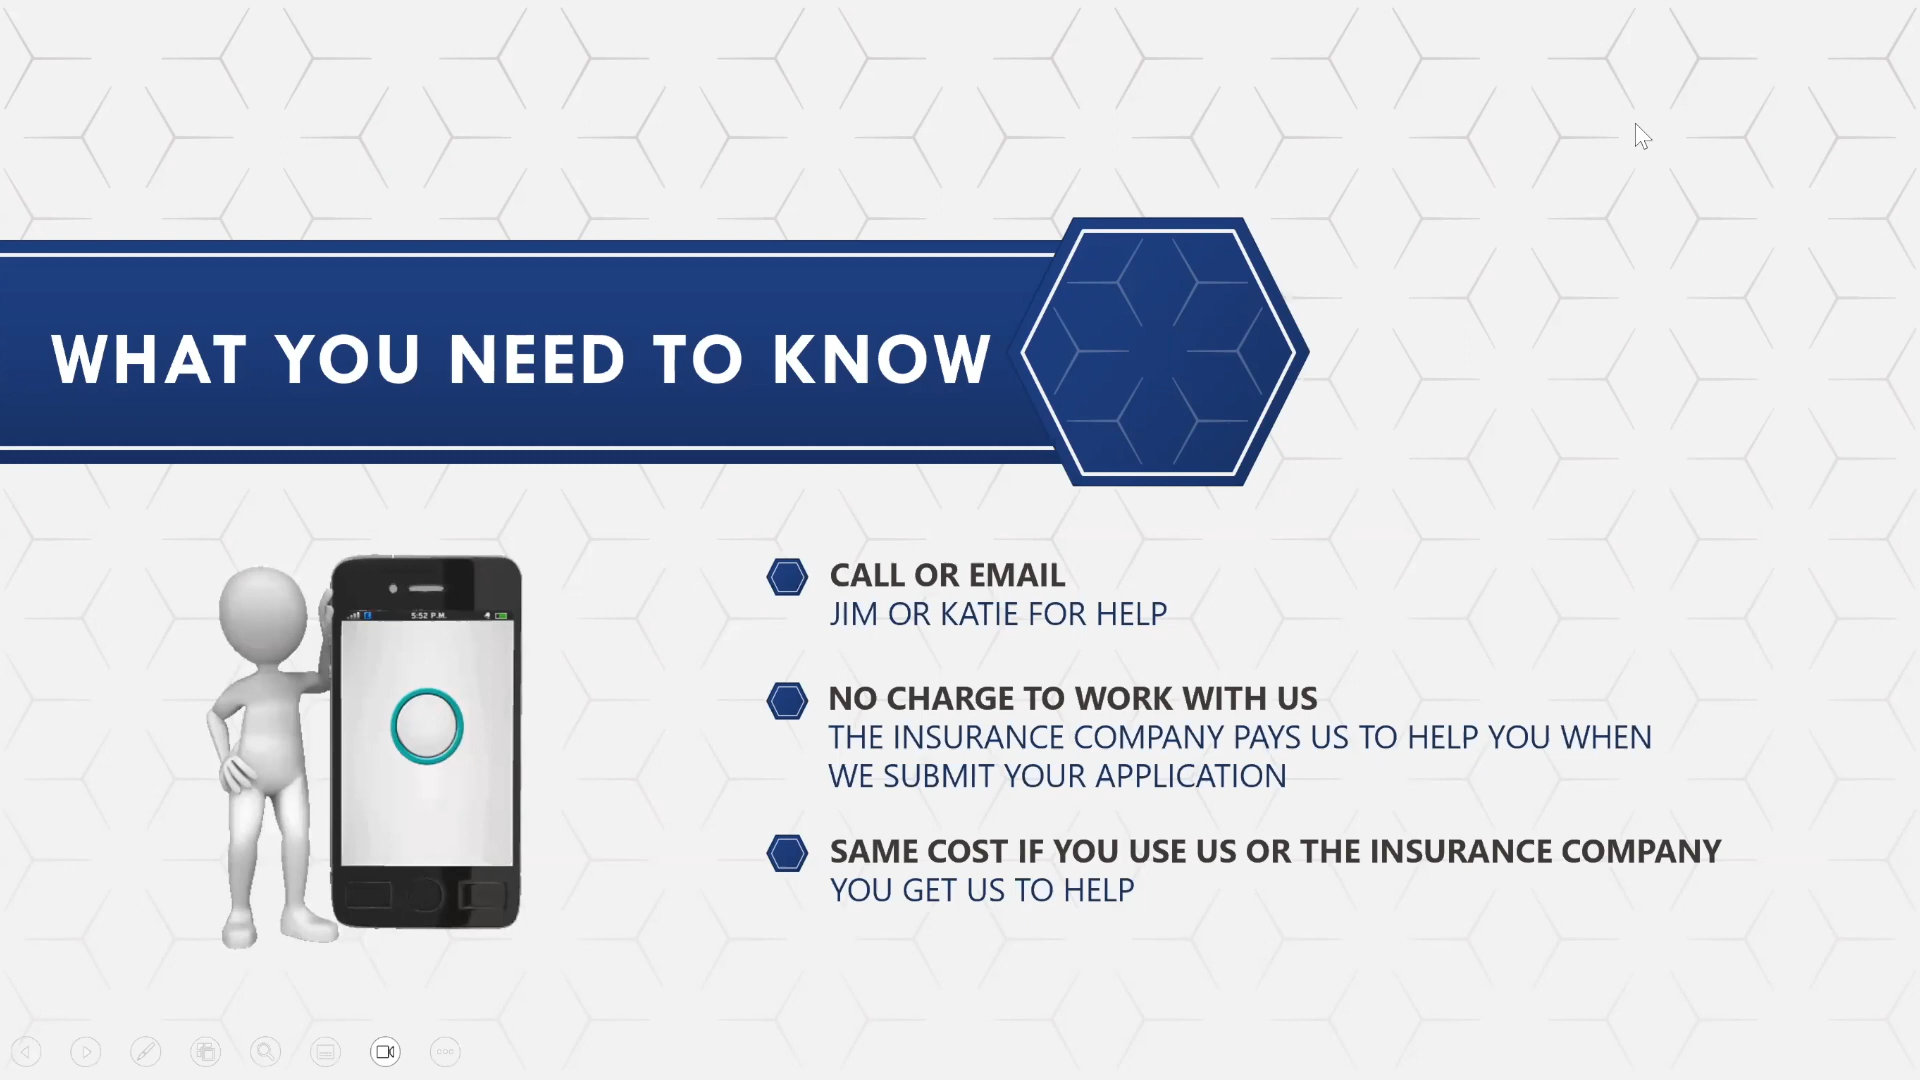 WHAT YOU NEED TO KNOW
5:52 P.M.
CALL OR EMAIL
JIM OR KATIE FOR HELP
NO CHARGE TO WORK WITH US
THE INSURANCE COMPANY PAYS US TO HELP YOU WHEN
WE SUBMIT YOUR APPLICATION
SAME COST IF YOU USE US OR THE INSURANCE COMPANY
YOU GET US TO HELP